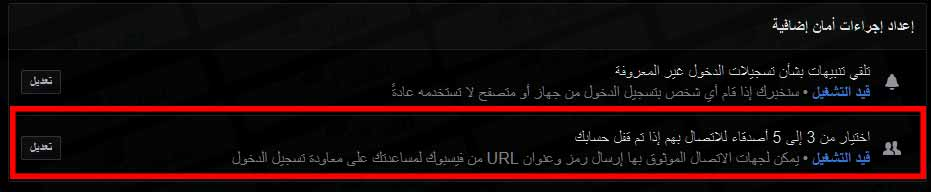 إعداد إجراءات أمان إضافية
تلقي تنبيهات بشأن تسجيلات الدخول غير المعروفة
تعديل
قيد التشغيل • سنخبرك إذا قام أي شخص بتسجيل الدخول من جهاز أو متصفح لا تستخدمه عادةً
اختيار من 3 إلى 5 أصدقاء للاتصال بهم إذا تم قفل حسابك
تعديل
قيد التشغيل • يمكن لجهات الاتصال الموثوق بها إرسال رمز وعنوان URL من فيسبوك لمساعدتك على معاودة تسجيل الدخول